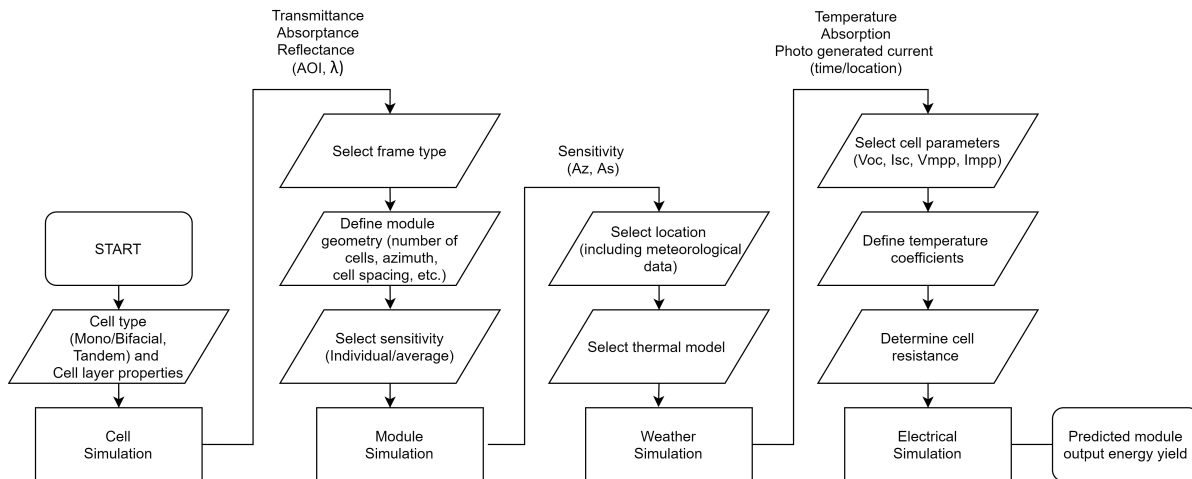 START
Cell type
(Mono/Bifacial,
Tandem) and
Cell layer properties
Cell
Simulation
Transmittance
Absorptance
Reflectance
(AOI, λ)
Select frame type
Define module
geometry (number of
cells, azimuth,
cell spacing, etc.)
Select sensitivity
(Individual/average)
Module
Simulation
Sensitivity
(Az, As)
Select location
(including meteorological
data)
Select thermal model
Weather
Simulation
Temperature
Absorption
Photo generated current
(time/location)
Select cell parameters
(Voc, Isc, Vmpp, Impp)
Define temperature
coefficients
Determine cell
resistance
Electrical
Simulation
Predicted module
output energy yield